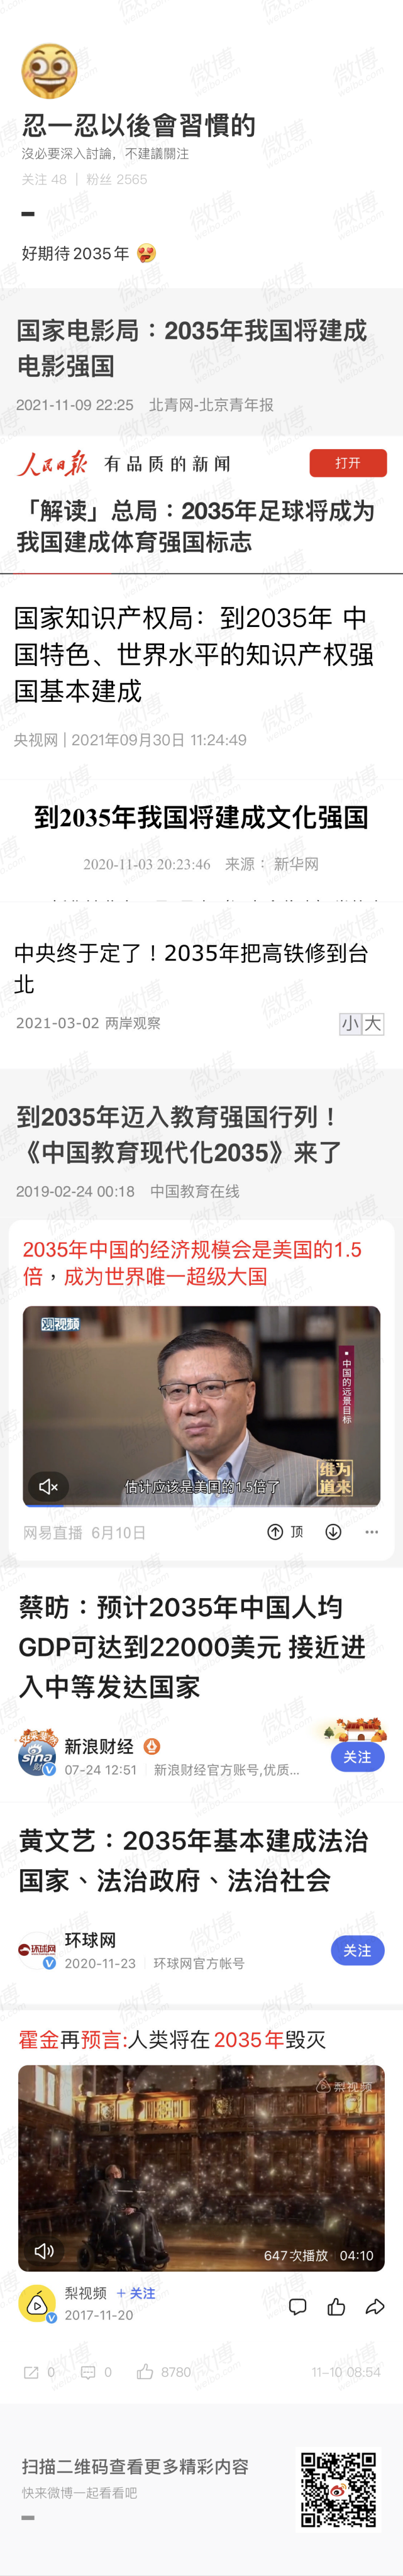 忍一忍以後會習慣的
沒必要深入討論，不建議關注
关注 48 | 粉丝 2565
好期待2035年
国家电影局：2035年我国将建成
电影强国
2021-11-09 22:25 北青网-北京青年报
人民日报 有品质的新闻 打开
「解读」总局：2035年足球将成为
我国建成体育强国标志
国家知识产权局：到2035年 中
国特色、世界水平的知识产权强
国基本建成
央视网 | 2021年09月30日 11:24:49
到2035年我国将建成文化强国
2020-11-03 20:23:46 来源： 新华网
中央终于定了！2035年把高铁修到台
北
2021-03-02 两岸观察 小 大
到2035年迈入教育强国行列！
《中国教育现代化2035》来了
2019-02-24 00:18 中国教育在线
2035年中国的经济规模会是美国的1.5
倍，成为世界唯一超级大国
观视频
中国的远景目标
估计应该是美国的1.5倍了
网易直播 6月10日 顶
蔡昉：预计2035年中国人均
GDP可达到22000美元 接近进
入中等发达国家
sina
新浪财经
07-24 12:51 新浪财经官方账号,优质... 关注
黄文艺：2035年基本建成法治
国家、法治政府、法治社会
环球网
环球网
2020-11-23 环球网官方帐号 关注
霍金再预言:人类将在2035年毁灭
梨视频
647次播放 04:10
梨视频 + 关注
2017-11-20
0 0 8780 11-10 08:54
扫描二维码查看更多精彩内容
快来微博一起看看吧
微博
weibo.com